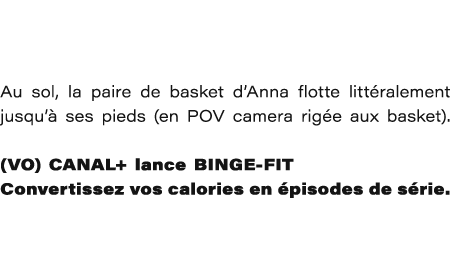 Au sol, la paire de basket d’Anna flotte littéralement
jusqu’à ses pieds (en POV camera rigée aux basket).
(VO) CANAL+ lance BINGE-FIT
Convertissez vos calories en épisodes de série.